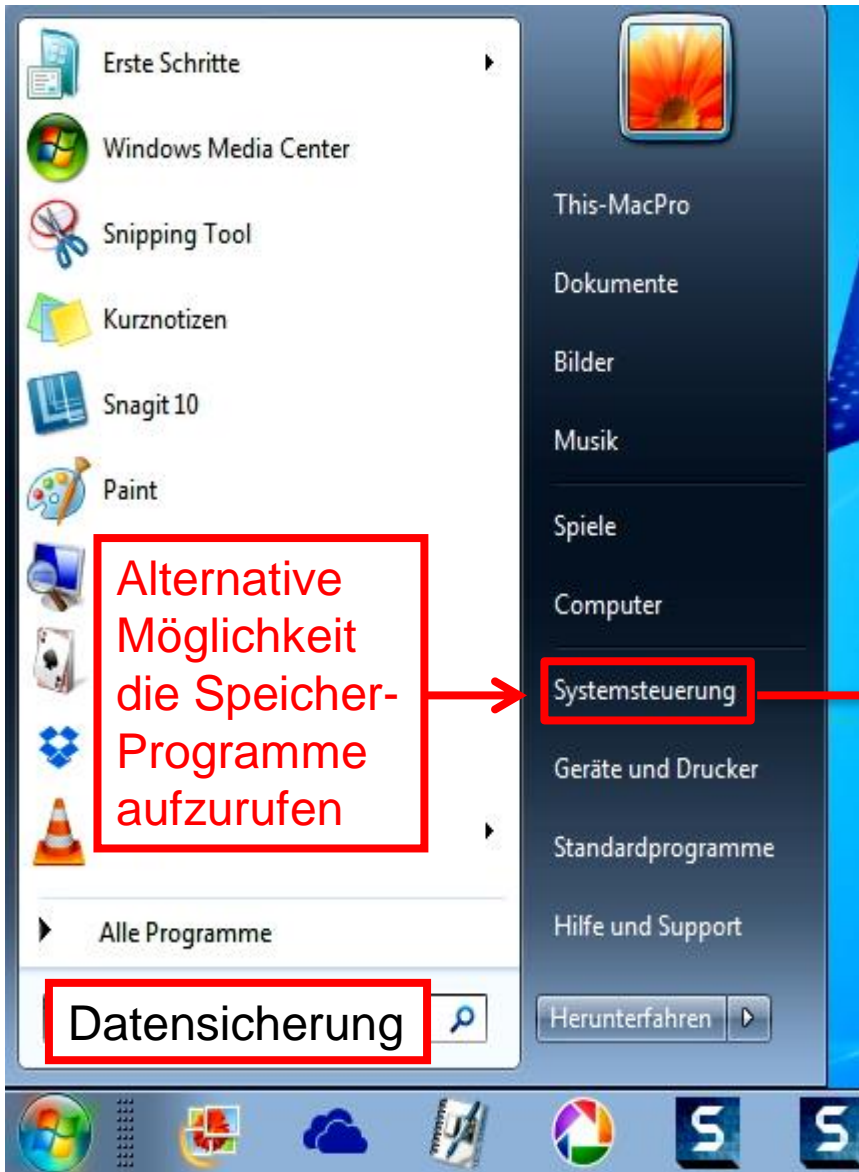 Erste Schritte
Windows Media Center
Snipping Tool
Kurznotizen
Snagit 10
Paint
Alternative
Möglichkeit
die Speicher-
Programme
aufzurufen
Alle Programme
Datensicherung
This-MacPro
Dokumente
Bilder
Musik
Spiele
Computer
Systemsteuerung
Geräte und Drucker
Standardprogramme
Hilfe und Support
Herunterfahren
S
S